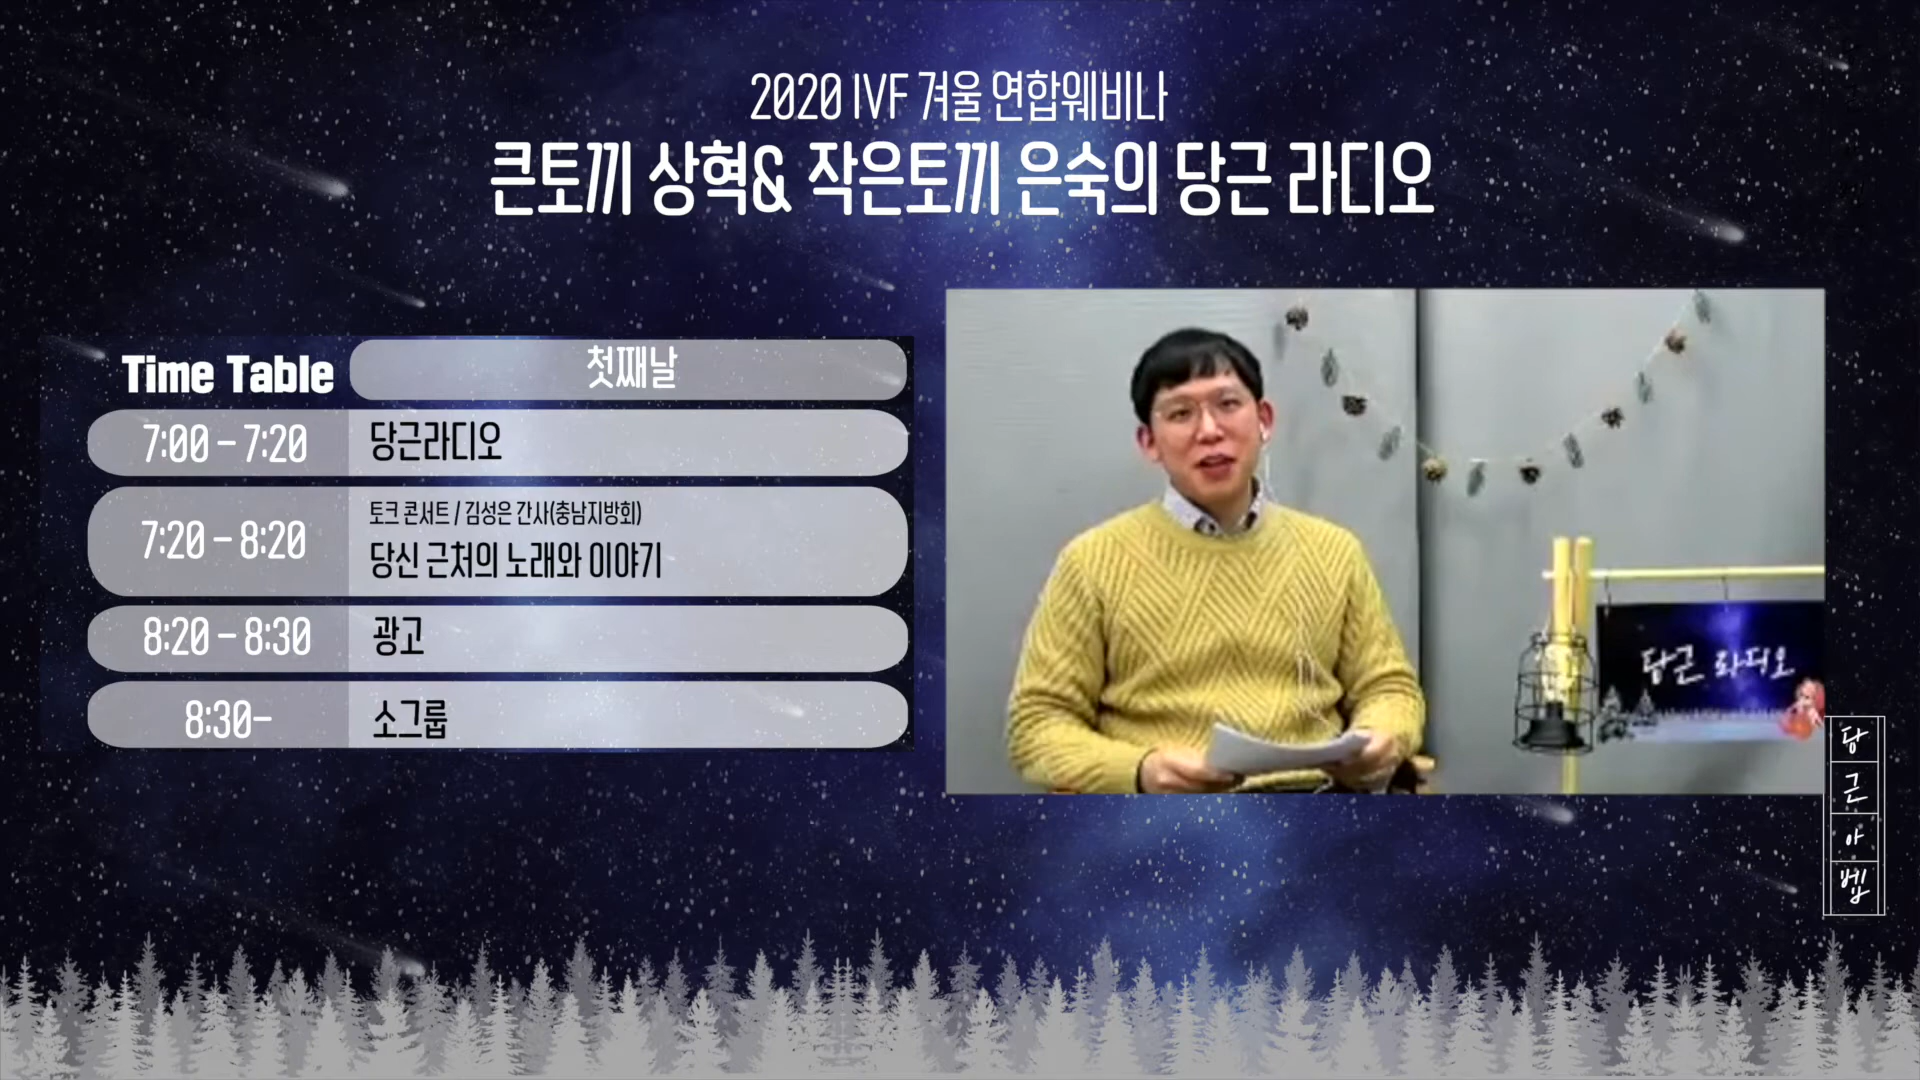 2020 IVF 겨울 연합웨비나
큰토끼 상혁& 작은토끼 은숙의 당근 라디오
Time Table 첫째날
7:00 - 7:20 당근라디오
7:20 - 8:20
토크 콘서트 / 김성은 간사(충남지방회)
당신 근처의 노래와 이야기
8:20 - 8:30 광고
8:30- 소그룹
당근 라디오
당
근
아
벱